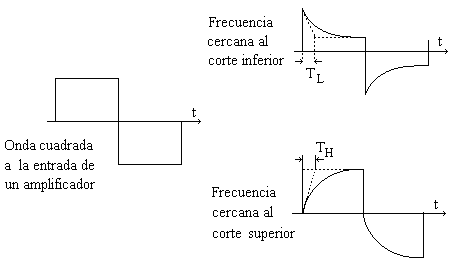 Frecuencia
cercana al
corte inferior
t
T_L
t
Onda cuadrada
a la entrada de
un amplificador
T_H
Frecuencia
cercana al
corte superior
t